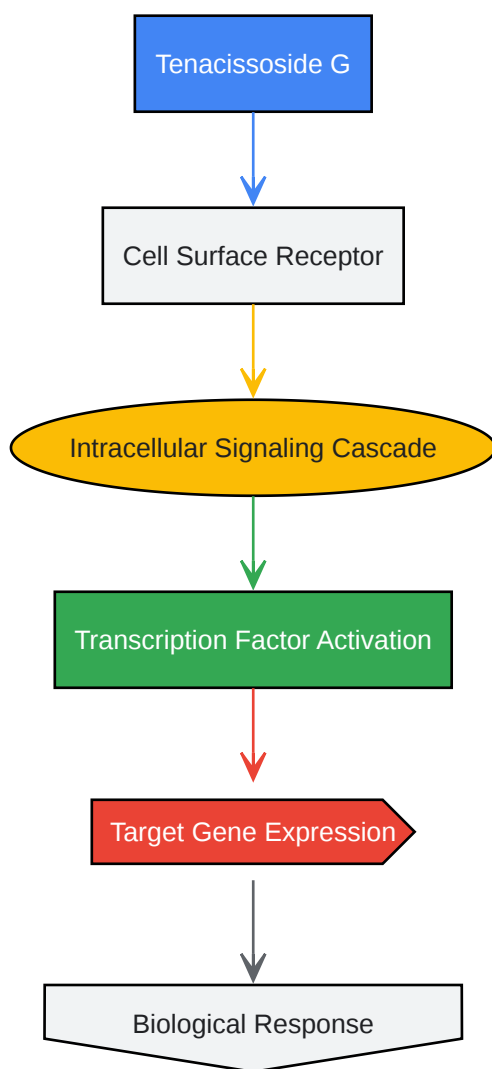 Tenacissoside G
Cell Surface Receptor
Intracellular Signaling Cascade
Transcription Factor Activation
Target Gene Expression
Biological Response